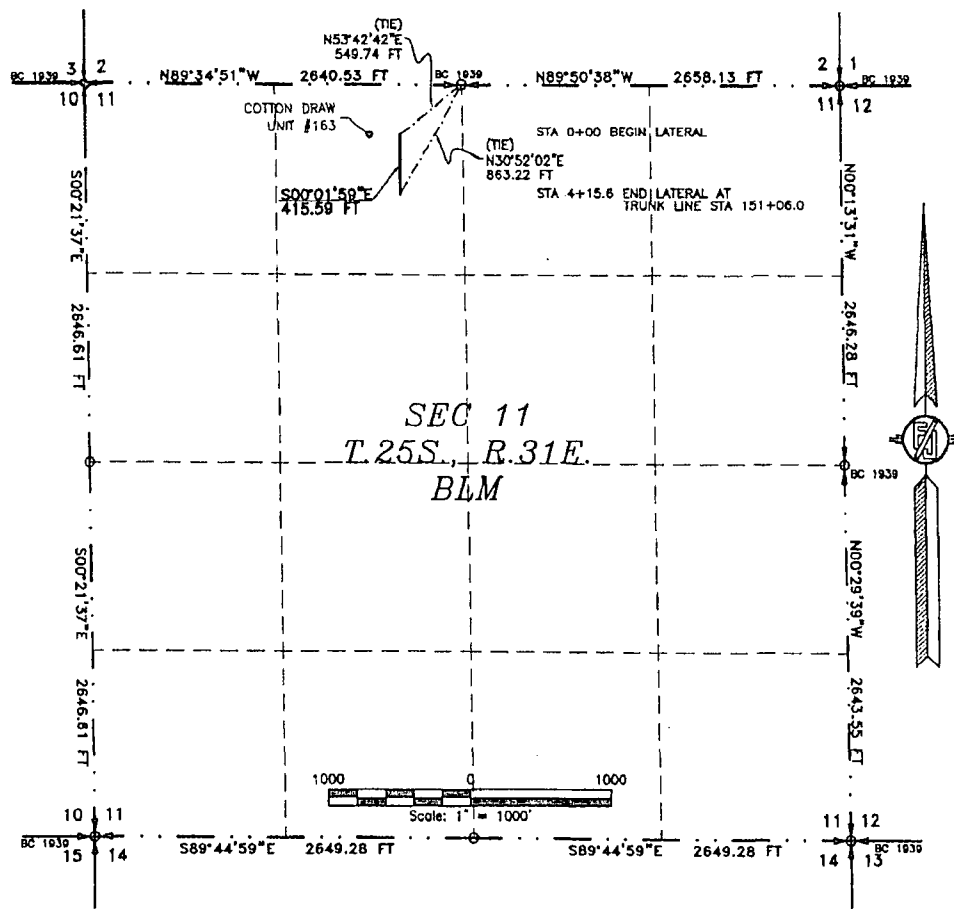 (TIE)
N53°42'42"E
549.74 FT
BC 1939
3 2
10 11
N89°34'51"W 2640.53 FT
BC 1939
N89°50'38"W 2658.13 FT
2 1
11 12
BC 1939
COTTON DRAW
UNIT #163
STA 0+00 BEGIN LATERAL
(TIE)
N30°52'02"E
863.22 FT
S00°01'59"E
415.59 FT
STA 4+15.6 END LATERAL AT
TRUNK LINE STA 151+06.0
S00°21'37"E 2646.61 FT
N00°13'31"W 2646.28 FT
SEC 11
T.25S., R.31E.
BLM
BC 1939
S00°21'37"E 2646.61 FT
N00°29'39"W 2643.55 FT
1000 0 1000
Scale: 1" = 1000'
10 11
BC 1939
15 14
S89°44'59"E 2649.28 FT
S89°44'59"E 2649.28 FT
11 12
BC 1939
14 13